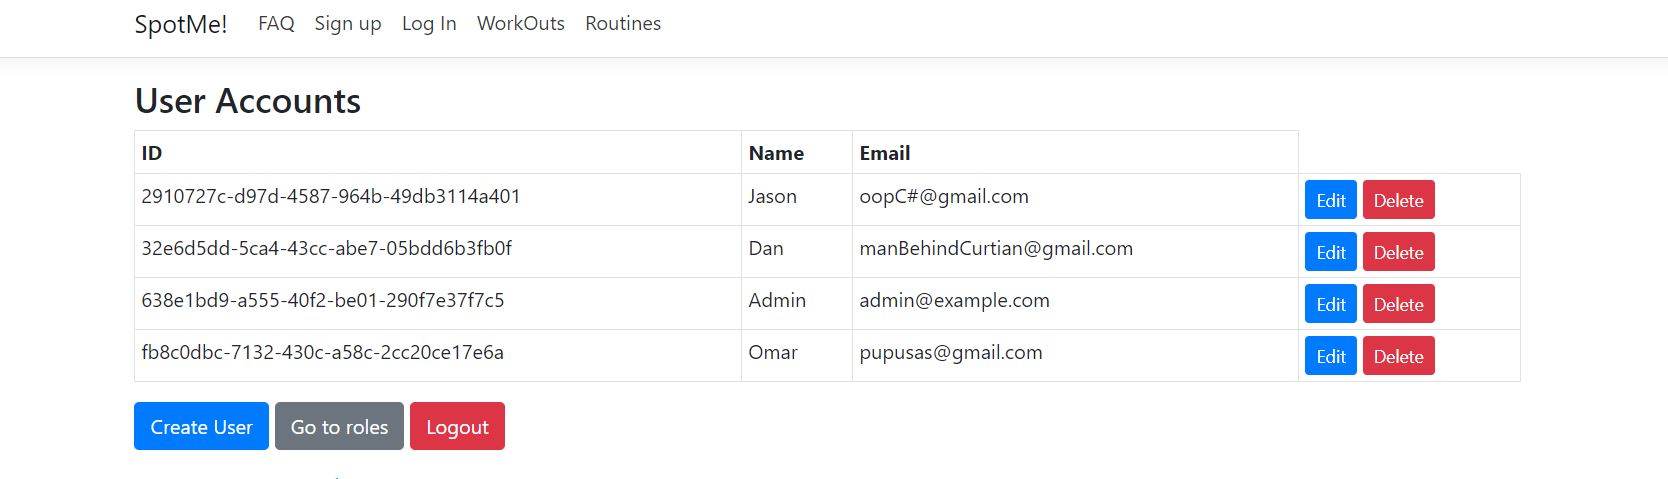 SpotMe! FAQ Sign up Log In WorkOuts Routines
User Accounts
ID Name Email
2910727c-d97d-4587-964b-49db3114a401 Jason oopC#@gmail.com Edit Delete
32e6d5dd-5ca4-43cc-abe7-05bdd6b3fb0f Dan manBehindCurtian@gmail.com Edit Delete
638e1bd9-a555-40f2-be01-290f7e37f7c5 Admin admin@example.com Edit Delete
fb8c0dbc-7132-430c-a58c-2cc20ce17e6a Omar pupusas@gmail.com Edit Delete
Create User Go to roles Logout